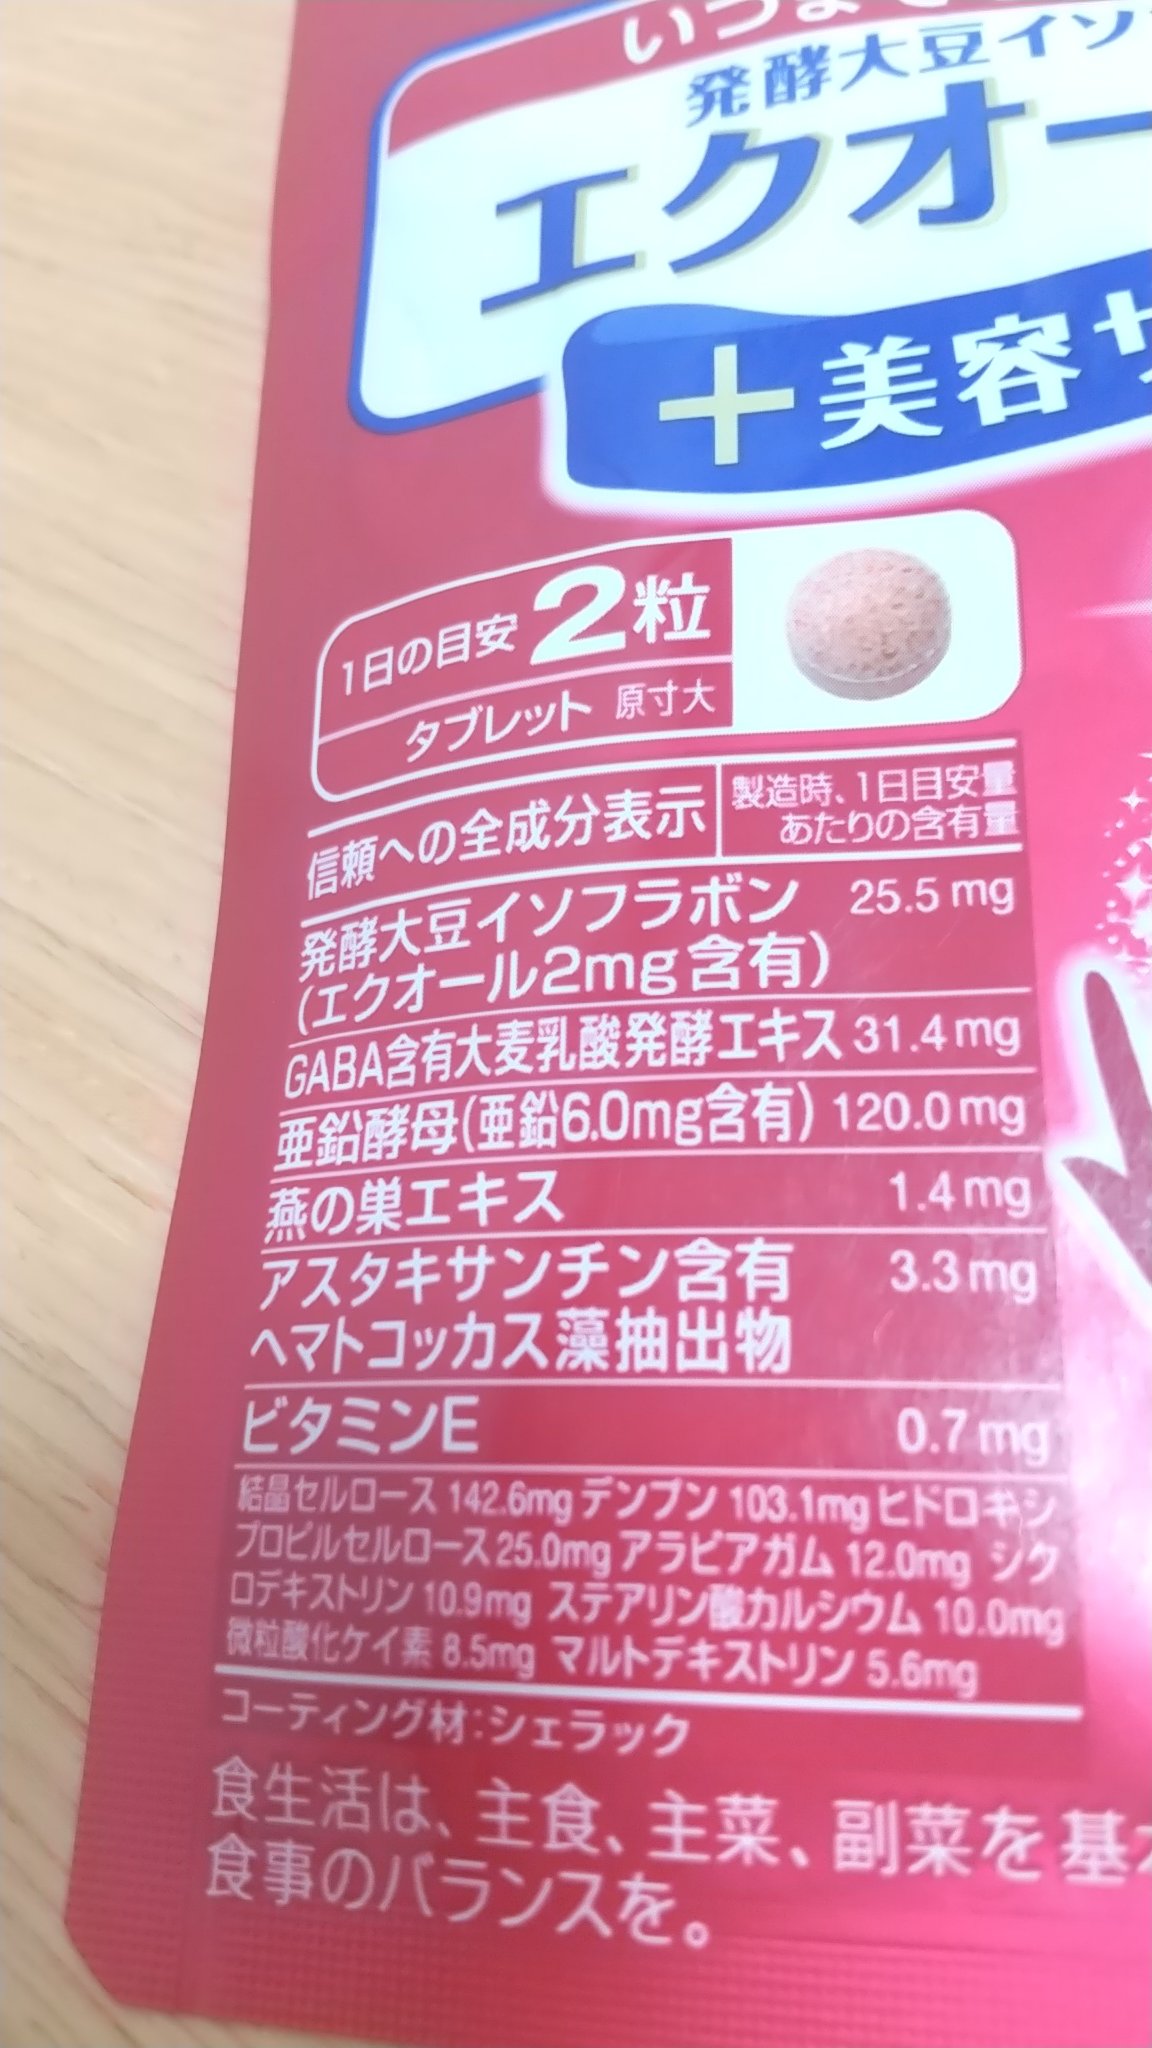 いつまで
発酵大豆イソ
エクオー
+美容サ
1日の目安 2粒
タブレット 原寸大
信頼への全成分表示
製造時、1日目安量
あたりの含有量
発酵大豆イソフラボン 25.5mg
(エクオール2mg含有)
GABA含有大麦乳酸発酵エキス 31.4mg
亜鉛酵母(亜鉛6.0mg含有) 120.0mg
燕の巣エキス 1.4mg
アスタキサンチン含有 3.3mg
ヘマトコッカス藻抽出物
ビタミンE 0.7mg
結晶セルロース 142.6mg デンプン 103.1mg ヒドロキシ
プロピルセルロース 25.0mg アラビアガム 12.0mg シク
ロデキストリン 10.9mg ステアリン酸カルシウム 10.0mg
微粒酸化ケイ素 8.5mg マルトデキストリン 5.6mg
コーティング材:シェラック
食生活は、主食、主菜、副菜を基
食事のバランスを。